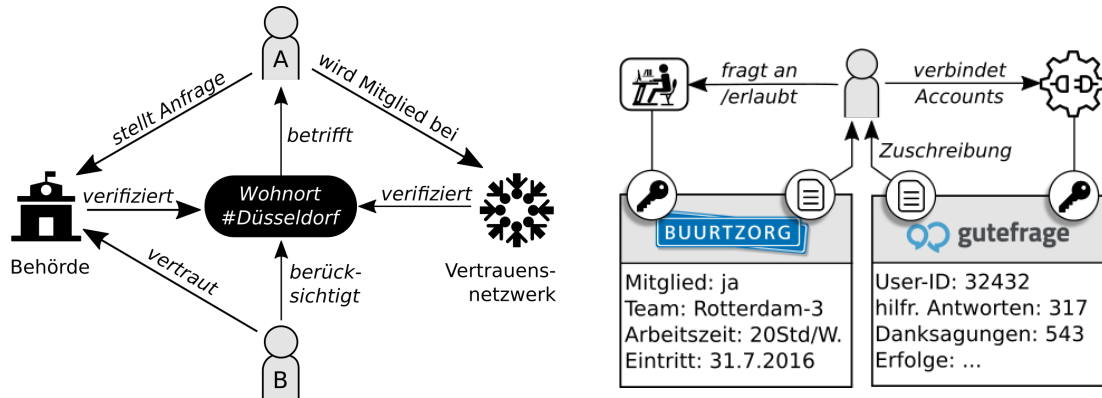 A
stellt Anfrage
wird Mitglied bei
betrifft
verifiziert
Wohnort
#Düsseldorf
verifiziert
Behörde
vertraut
berück-
sichtigt
Vertrauens-
netzwerk
B
fragt an
/erlaubt
verbindet
Accounts
Zuschreibung
BUURTZORG
Mitglied: ja
Team: Rotterdam-3
Arbeitszeit: 20Std/W.
Eintritt: 31.7.2016
gutefrage
User-ID: 32432
hilfr. Antworten: 317
Danksagungen: 543
Erfolge: ...